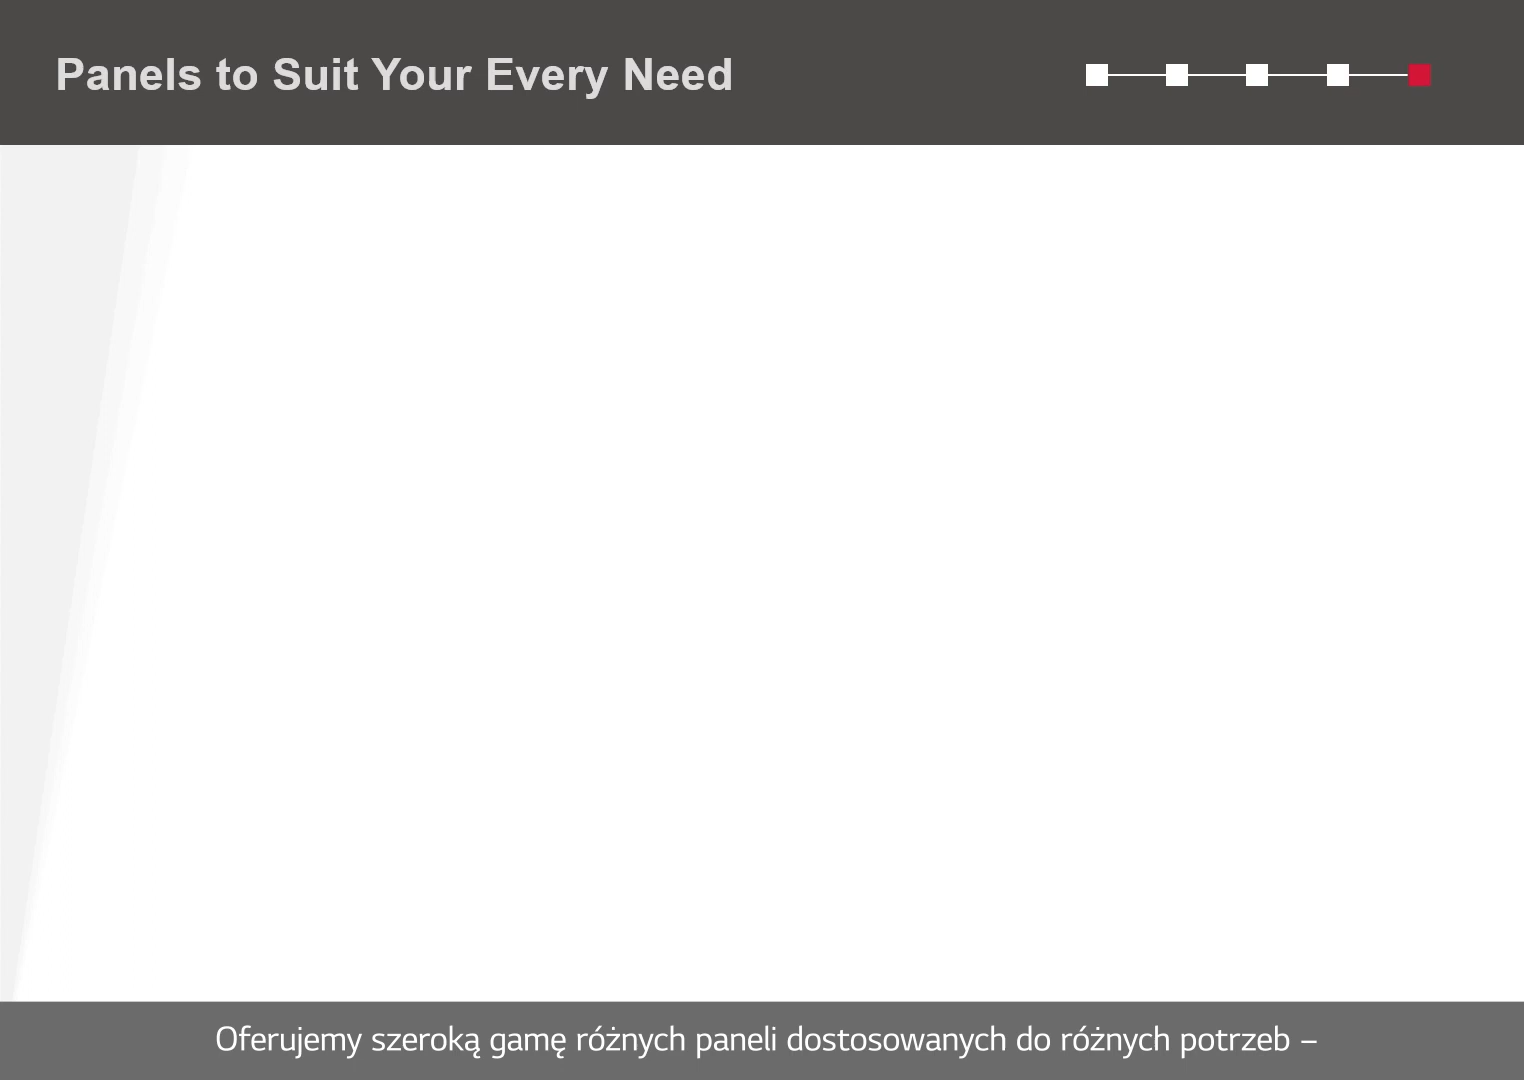 Panels to Suit Your Every Need
Oferujemy szeroką gamę różnych paneli dostosowanych do różnych potrzeb –